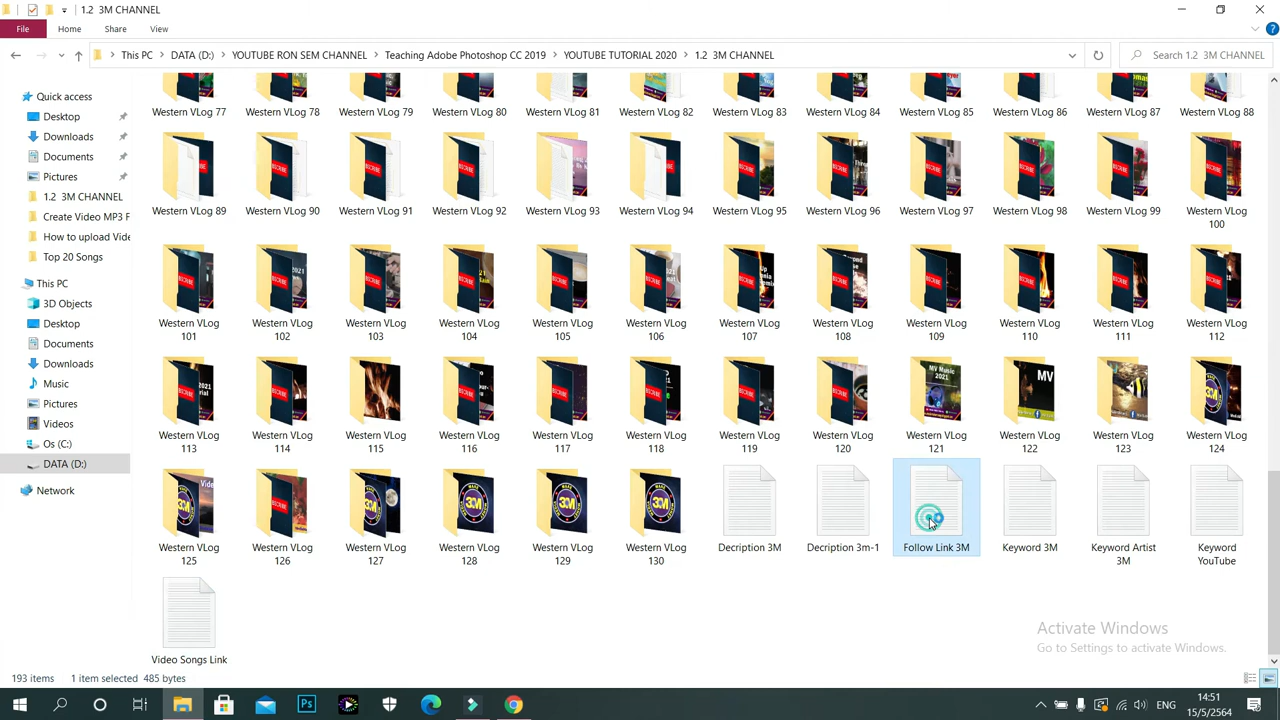 1.2  3M CHANNEL
File
Home
Share
View
This PC
DATA (D:)
YOUTUBE RON SEM CHANNEL
Teaching Adobe Photoshop CC 2019
YOUTUBE TUTORIAL 2020
1.2  3M CHANNEL
Search 1.2  3M CHANNEL
Quick access
Desktop
Downloads
Documents
Pictures
1.2  3M CHANNEL
Create Video MP3 F
How to upload Vide
Top 20 Songs
This PC
3D Objects
Desktop
Downloads
Documents
Music
Pictures
Videos
Os (C:)
DATA (D:)
Network
Western VLog 77
Western VLog 78
Western VLog 79
Western VLog 80
Western VLog 81
Western VLog 82
Western VLog 83
Western VLog 84
Western VLog 85
Western VLog 86
Western VLog 87
Western VLog 88
Western VLog 89
Western VLog 90
Western VLog 91
Western VLog 92
Western VLog 93
Western VLog 94
Western VLog 95
Western VLog 96
Western VLog 97
Western VLog 98
Western VLog 99
Western VLog
100
Western VLog
101
Western VLog
102
Western VLog
103
Western VLog
104
Western VLog
105
Western VLog
106
Western VLog
107
Western VLog
108
Western VLog
109
Western VLog
110
Western VLog
111
Western VLog
112
Western VLog
113
Western VLog
114
Western VLog
115
Western VLog
116
Western VLog
117
Western VLog
118
Western VLog
119
Western VLog
120
Western VLog
121
Western VLog
122
Western VLog
123
Western VLog
124
Western VLog
125
Western VLog
126
Western VLog
127
Western VLog
128
Western VLog
129
Western VLog
130
Decription 3M
Decription 3m-1
Follow Link 3M
Keyword 3M
Keyword Artist
3M
Keyword
YouTube
Video Songs Link
Activate Windows
Go to Settings to activate Windows.
193 items
1 item selected  485 bytes
ENG
14:51
15/5/2564